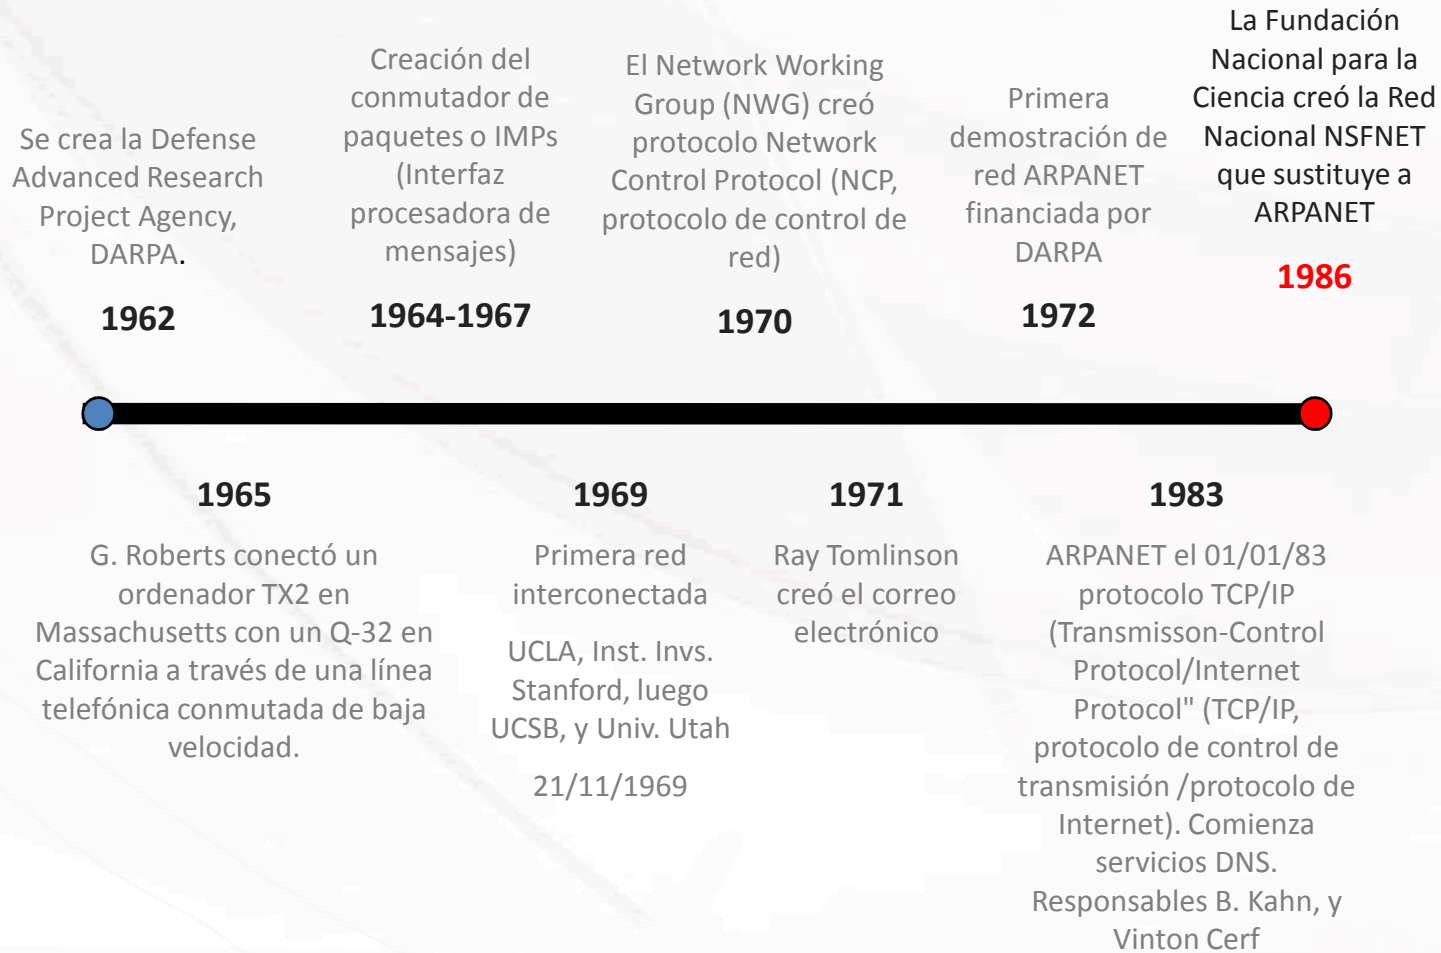 Se crea la Defense
Advanced Research
Project Agency,
DARPA.
1962
Creación del
conmutador de
paquetes o IMPs
(Interfaz
procesadora de
mensajes)
1964-1967
El Network Working
Group (NWG) creó
protocolo Network
Control Protocol (NCP,
protocolo de control de
red)
1970
Primera
demostración de
red ARPANET
financiada por
DARPA
1972
La Fundación
Nacional para la
Ciencia creó la Red
Nacional NSFNET
que sustituye a
ARPANET
1986
1965
G. Roberts conectó un
ordenador TX2 en
Massachusetts con un Q-32 en
California a través de una línea
telefónica conmutada de baja
velocidad.
1969
Primera red
interconectada
UCLA, Inst. Invs.
Stanford, luego
UCSB, y Univ. Utah
21/11/1969
1971
Ray Tomlinson
creó el correo
electrónico
1983
ARPANET el 01/01/83
protocolo TCP/IP
(Transmisson-Control
Protocol/Internet
Protocol" (TCP/IP,
protocolo de control de
transmisión /protocolo de
Internet). Comienza
servicios DNS.
Responsables B. Kahn, y
Vinton Cerf